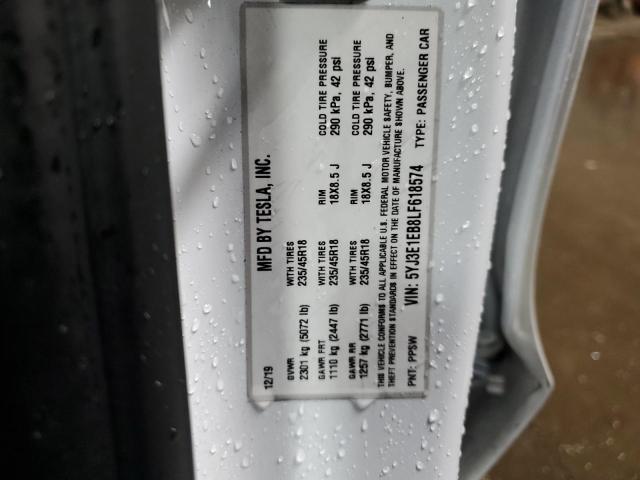 12/19 MFD BY TESLA, INC.
GVWR WITH TIRES RIM COLD TIRE PRESSURE
2301 kg (5072 lb) 235/45R18 18X8.5 J 290 kPa, 42 psi
GAWR FRT WITH TIRES RIM COLD TIRE PRESSURE
1110 kg (2447 lb) 235/45R18 18X8.5 J 290 kPa, 42 psi
GAWR RR
1257 kg (2771 lb)
THIS VEHICLE CONFORMS TO ALL APPLICABLE U.S. FEDERAL MOTOR VEHICLE SAFETY, BUMPER, AND
THEFT PREVENTION STANDARDS IN EFFECT ON THE DATE OF MANUFACTURE SHOWN ABOVE.
PNT: PPSW VIN: 5YJ3E1EB8LF618574 TYPE: PASSENGER CAR